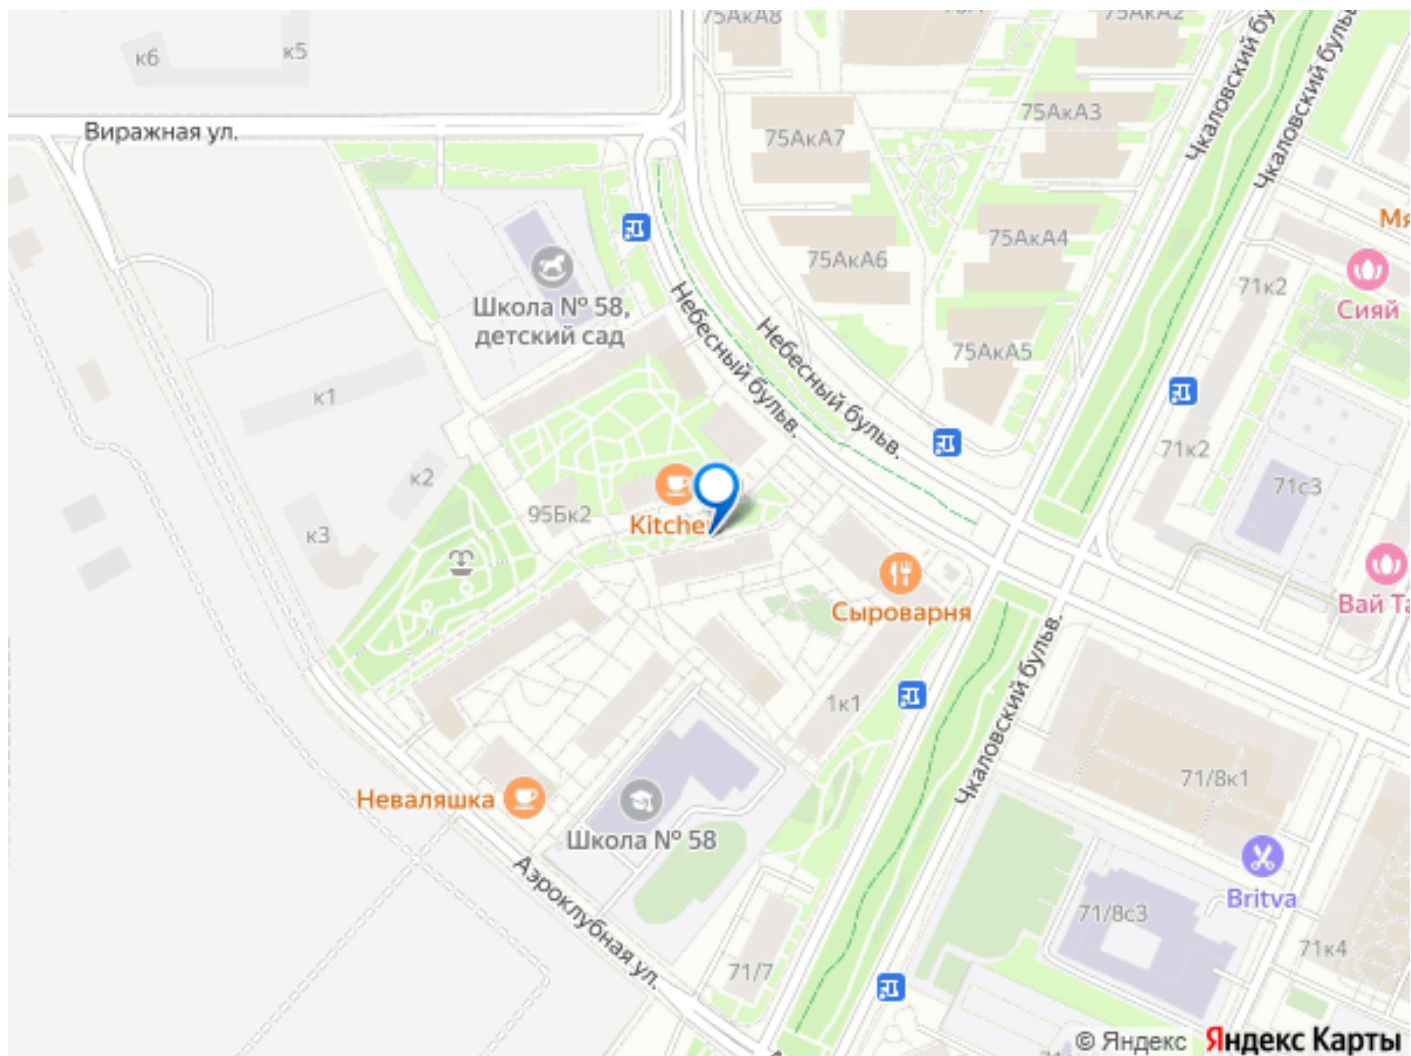 75АкА8
75АкА2
к6
к5
Чкаловский бу
Чкаловский бульв.
Виражная ул.
75АкА7
75АкА3
Мя
75АкА4
75АкА6
71к2
Сияй
Школа № 58,
детский сад
Небесный бульв.
Небесный бульв.
75АкА5
к1
71к2
к2
71с3
95Бк2
Kitche
к3
Сыроварня
Вай Та
Чкаловский бульв.
1к1
71/8к1
Неваляшка
Школа № 58
Britva
Аэроклубная ул.
71/8с3
71к4
71/7
© Яндекс Яндекс Карты